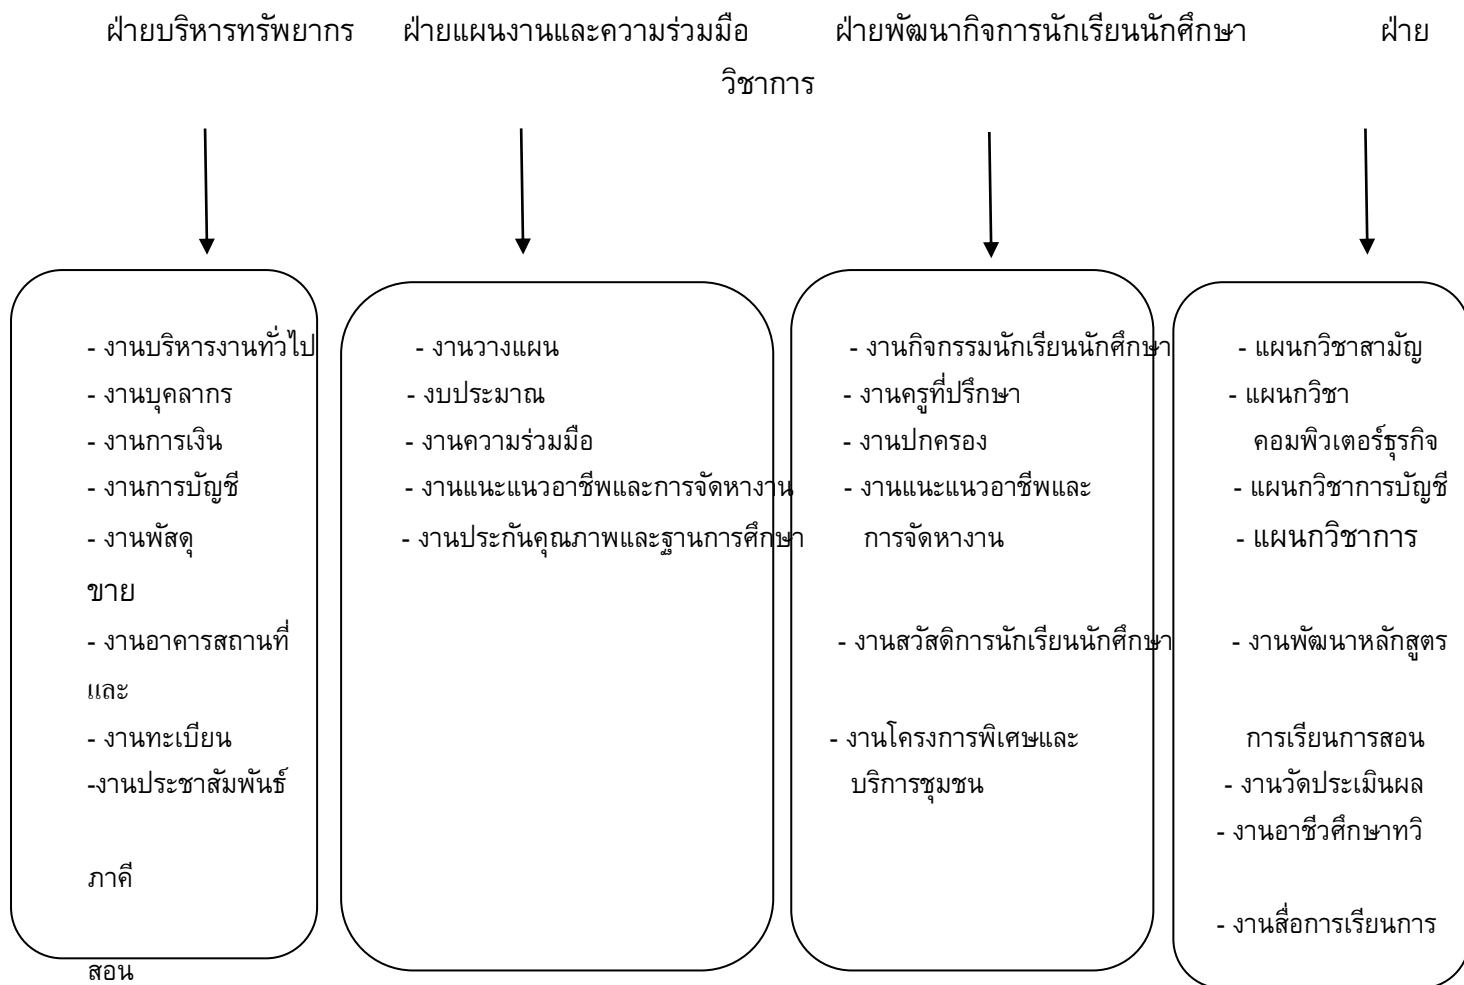 ฝ่ายบริหารทรัพยากร ฝ่ายแผนงานและความร่วมมือ ฝ่ายพัฒนากิจการนักเรียนนักศึกษา ฝ่าย
วิชาการ
- งานบริหารงานทั่วไป - งานวางแผน - งานกิจกรรมนักเรียนนักศึกษา - แผนกวิชาสามัญ
- งานบุคลากร - งบประมาณ - งานครูที่ปรึกษา - แผนกวิชา
- งานการเงิน - งานความร่วมมือ - งานปกครอง คอมพิวเตอร์ธุรกิจ
- งานการบัญชี - งานแนะแนวอาชีพและการจัดหางาน - งานแนะแนวอาชีพและ - แผนกวิชาการบัญชี
- งานพัสดุ - งานประกันคุณภาพและฐานการศึกษา การจัดหางาน - แผนกวิชาการ
ขาย
- งานอาคารสถานที่ - งานสวัสดิการนักเรียนนักศึกษา - งานพัฒนาหลักสูตร
และ
- งานทะเบียน - งานโครงการพิเศษและ การเรียนการสอน
-งานประชาสัมพันธ์ บริการชุมชน - งานวัดประเมินผล
- งานอาชีวศึกษาทวิ
ภาคี
- งานสื่อการเรียนการ
สอน